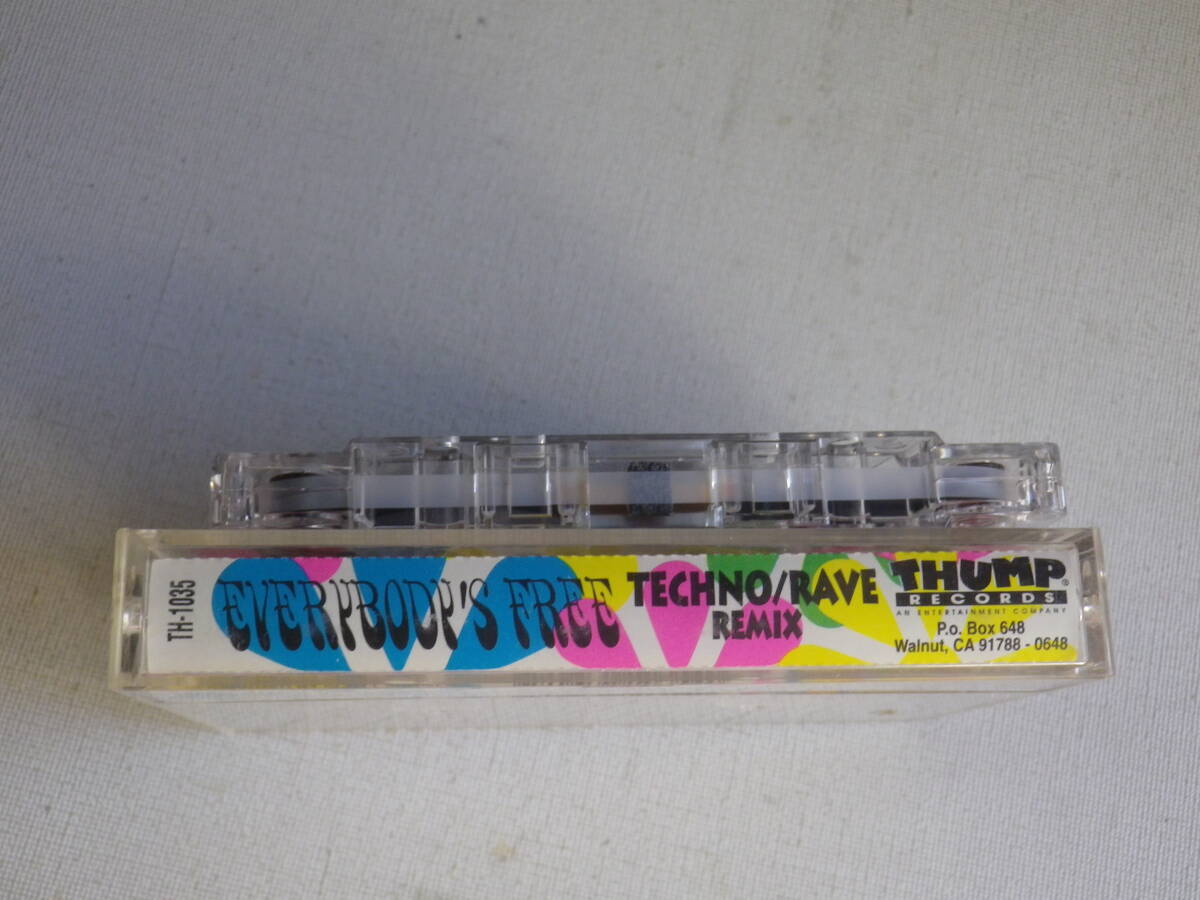 TH-1035
EVERYBODY'S FREE
TECHNO/RAVE
REMIX
THUMP®
RECORDS
AN ENTERTAINMENT COMPANY
P.o. Box 648
Walnut, CA 91788 - 0648